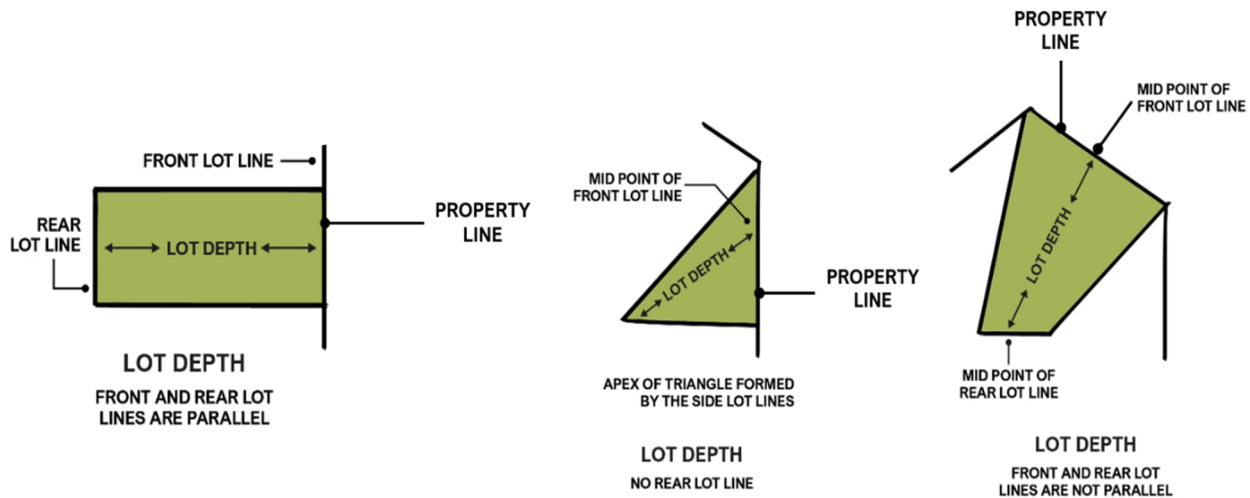 FRONT LOT LINE
REAR
LOT LINE
LOT DEPTH
PROPERTY
LINE
LOT DEPTH
FRONT AND REAR LOT
LINES ARE PARALLEL
MID POINT OF
FRONT LOT LINE
LOT DEPTH
PROPERTY
LINE
APEX OF TRIANGLE FORMED
BY THE SIDE LOT LINES
LOT DEPTH
NO REAR LOT LINE
PROPERTY
LINE
MID POINT OF
FRONT LOT LINE
LOT DEPTH
MID POINT OF
REAR LOT LINE
LOT DEPTH
FRONT AND REAR LOT
LINES ARE NOT PARALLEL